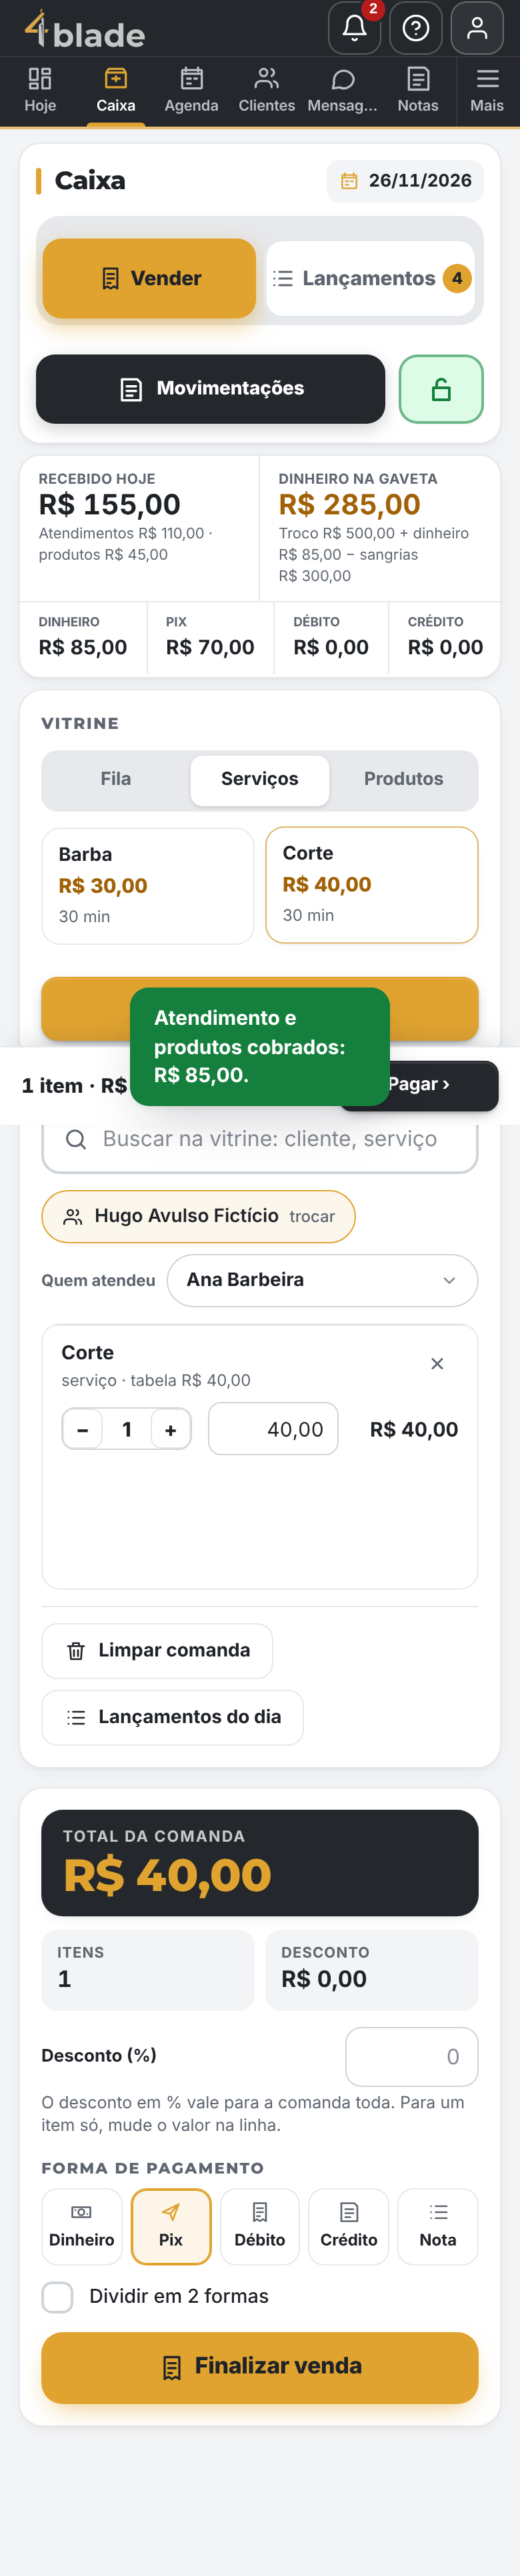 4blade
2
Hoje
Caixa
Agenda
Clientes
Mensag...
Notas
Mais
Caixa
26/11/2026
Vender
Lançamentos 4
Movimentações
RECEBIDO HOJE
R$ 155,00
Atendimentos R$ 110,00 ·
produtos R$ 45,00
DINHEIRO NA GAVETA
R$ 285,00
Troco R$ 500,00 + dinheiro
R$ 85,00 − sangrias
R$ 300,00
DINHEIRO
R$ 85,00
PIX
R$ 70,00
DÉBITO
R$ 0,00
CRÉDITO
R$ 0,00
VITRINE
Fila
Serviços
Produtos
Barba
R$ 30,00
30 min
Corte
R$ 40,00
30 min
Atendimento e
produtos cobrados:
R$ 85,00.
1 item · R$
Pagar ›
Buscar na vitrine: cliente, serviço
Hugo Avulso Fictício trocar
Quem atendeu
Ana Barbeira
Corte
serviço · tabela R$ 40,00
×
− 1 +
40,00
R$ 40,00
Limpar comanda
Lançamentos do dia
TOTAL DA COMANDA
R$ 40,00
ITENS
1
DESCONTO
R$ 0,00
Desconto (%)
0
O desconto em % vale para a comanda toda. Para um
item só, mude o valor na linha.
FORMA DE PAGAMENTO
Dinheiro
Pix
Débito
Crédito
Nota
Dividir em 2 formas
Finalizar venda